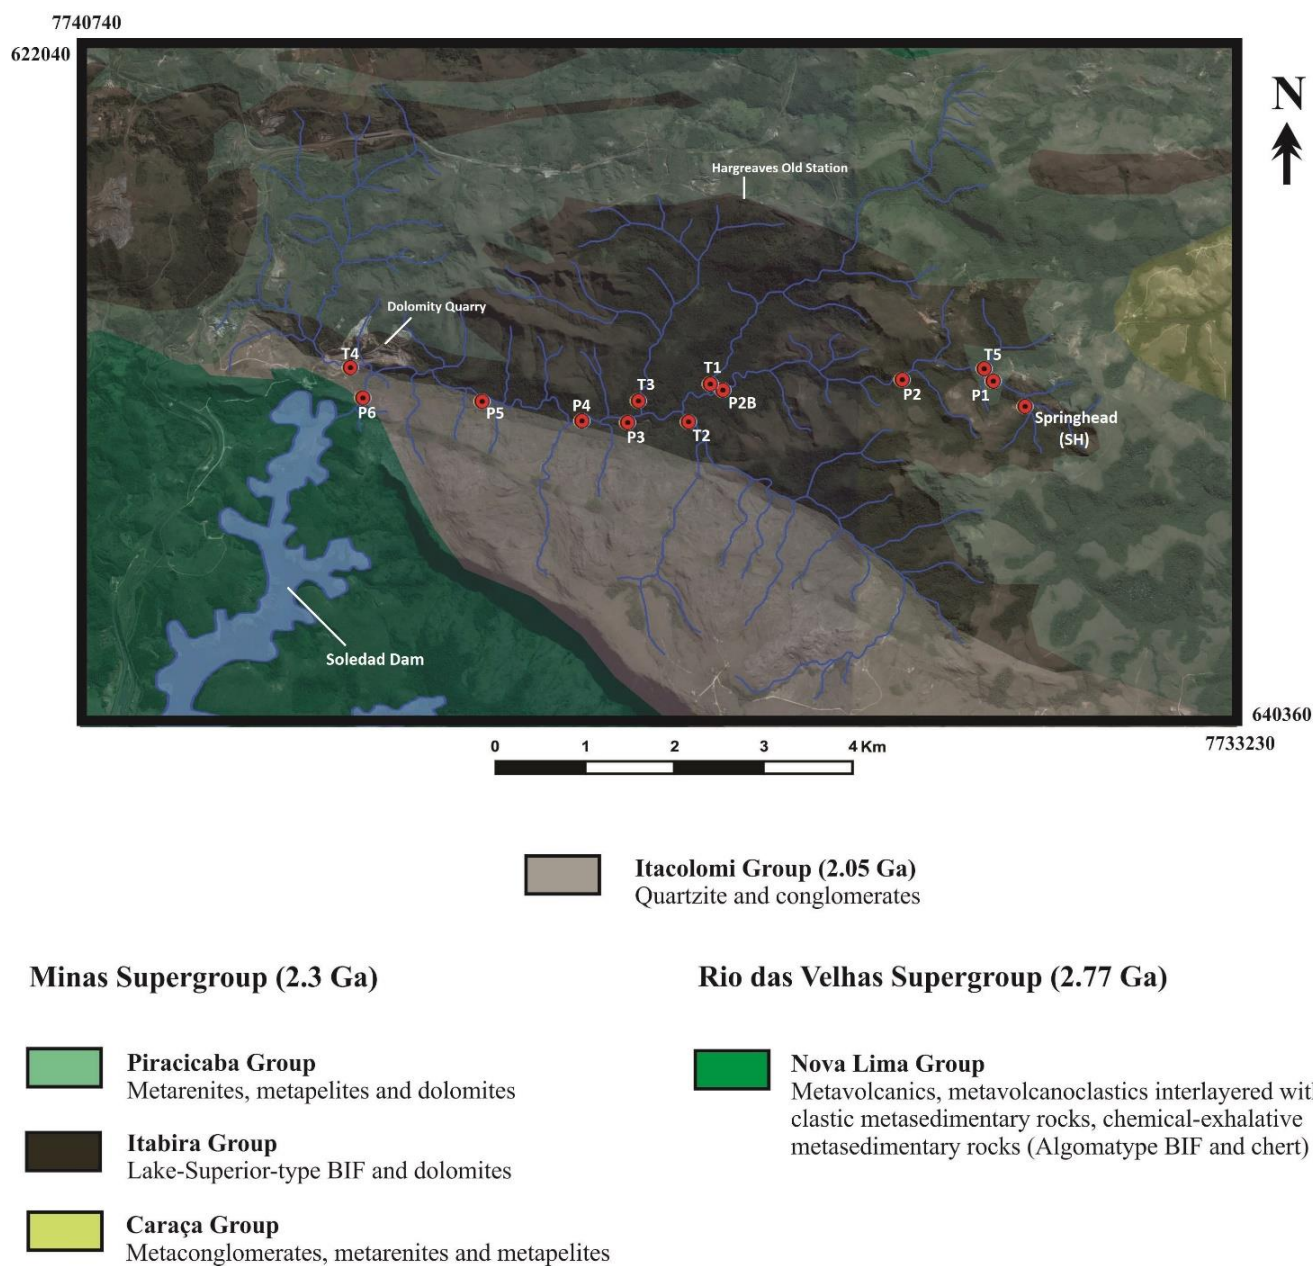 7740740
622040
N
Hargreaves Old Station
Dolomity Quarry
T4
T5
T1
T3
P2
P1
P2B
P6
P5
P4
P3
T2
Springhead
(SH)
Soledad Dam
640360
7733230
0 1 2 3 4 Km
Itacolomi Group (2.05 Ga)
Quartzite and conglomerates
Minas Supergroup (2.3 Ga)
Rio das Velhas Supergroup (2.77 Ga)
Piracicaba Group
Metarenites, metapelites and dolomites
Itabira Group
Lake-Superior-type BIF and dolomites
Caraça Group
Metaconglomerates, metarenites and metapelites
Nova Lima Group
Metavolcanics, metavolcanoclastics interlayered wit
clastic metasedimentary rocks, chemical-exhalative
metasedimentary rocks (Algomatype BIF and chert)